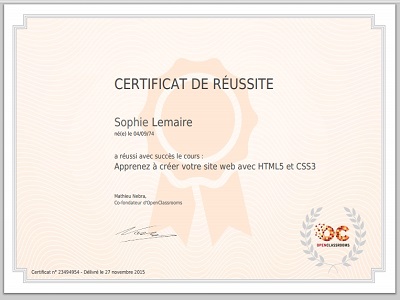 CERTIFICAT DE RÉUSSITE
Sophie Lemaire
né(e) le 04/09/74
a réussi avec succès le cours :
Apprenez à créer votre site web avec HTML5 et CSS3
Mathieu Nebra,
Co-fondateur d'OpenClassrooms
OC
OPENCLASSROOMS
Certificat n° 23494954 - Délivré le 27 novembre 2015